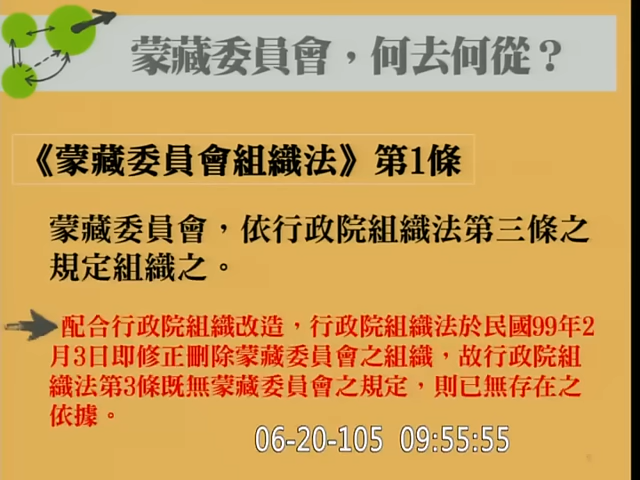 蒙藏委員會，何去何從？
《蒙藏委員會組織法》第1條
蒙藏委員會，依行政院組織法第三條之
規定組織之。
配合行政院組織改造，行政院組織法於民國99年2
月3日即修正刪除蒙藏委員會之組織，故行政院組
織法第3條既無蒙藏委員會之規定，則已無存在之
依據。
06-20-105 09:55:55